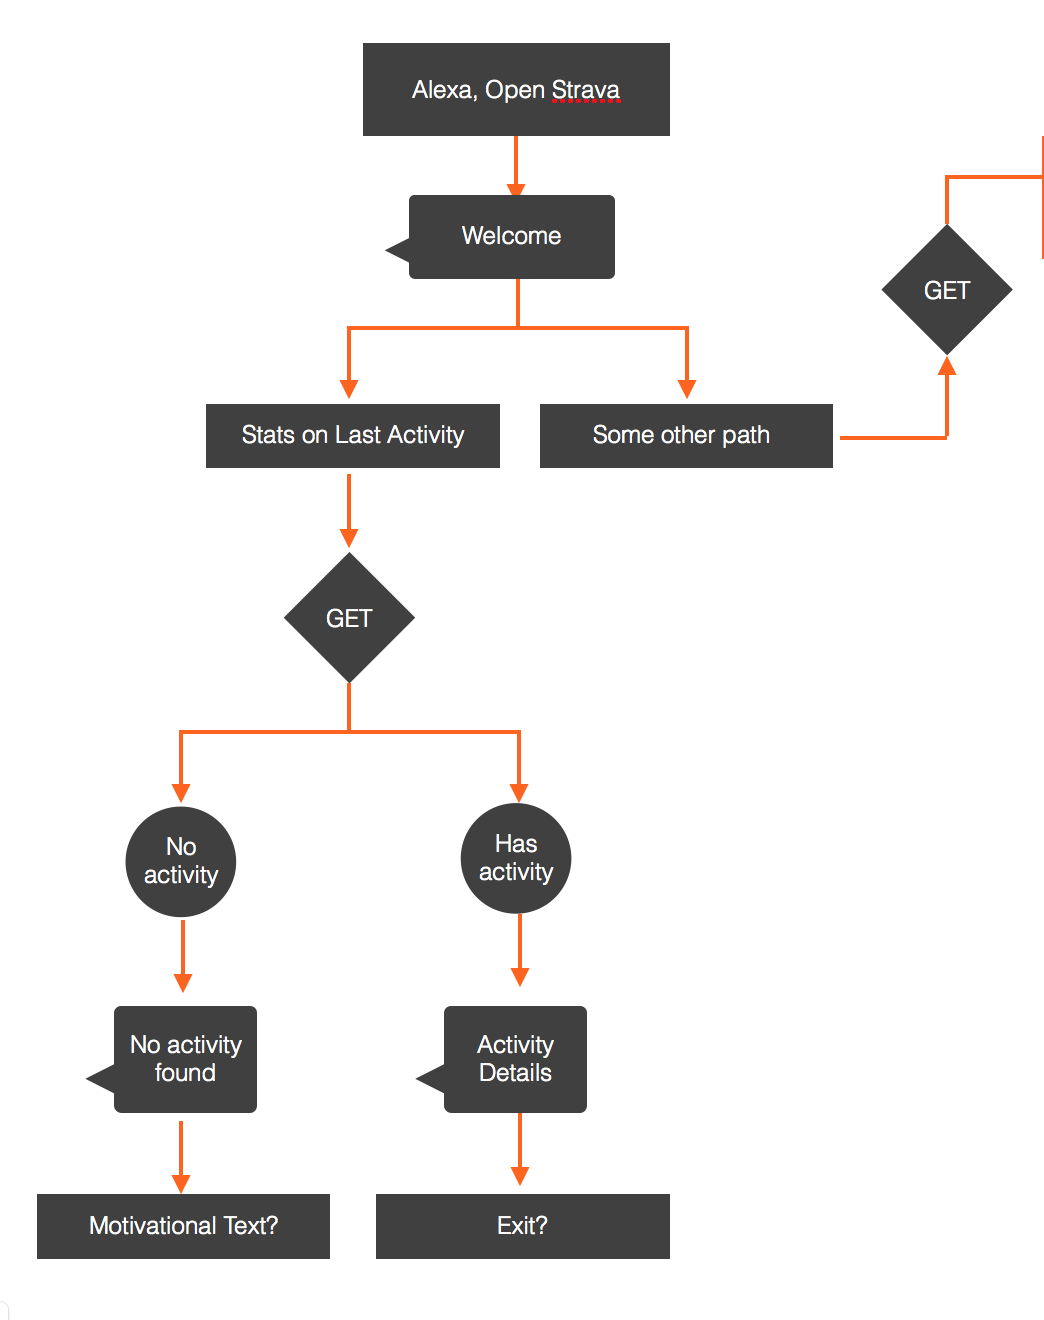 Alexa, Open Strava
Welcome
GET
Stats on Last Activity
Some other path
GET
No
activity
Has
activity
No activity
found
Activity
Details
Motivational Text?
Exit?